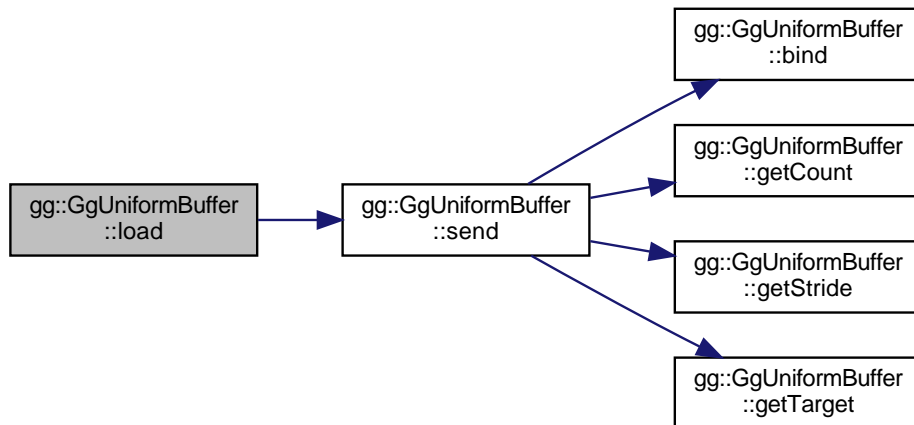 gg::GgUniformBuffer
::load
gg::GgUniformBuffer
::send
gg::GgUniformBuffer
::bind
gg::GgUniformBuffer
::getCount
gg::GgUniformBuffer
::getStride
gg::GgUniformBuffer
::getTarget